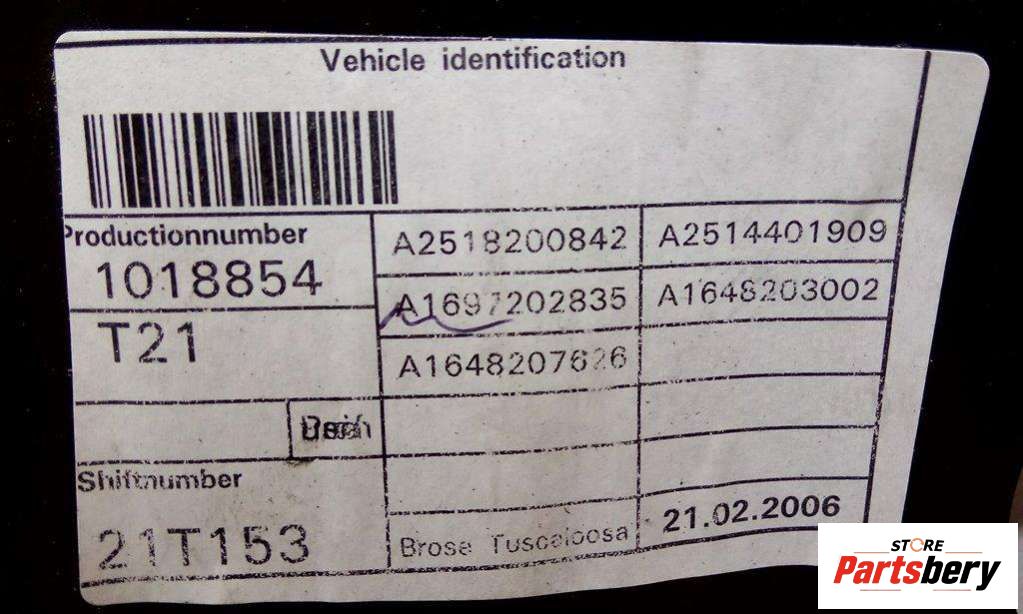 Vehicle identification
Productionnumber
1018854
A2518200842
A2514401909
A1697202835
A1648203002
T21
A1648207626
Shiftnumber
21T153
Brose Tuscaloosa
21.02.2006
STORE
Partsbery